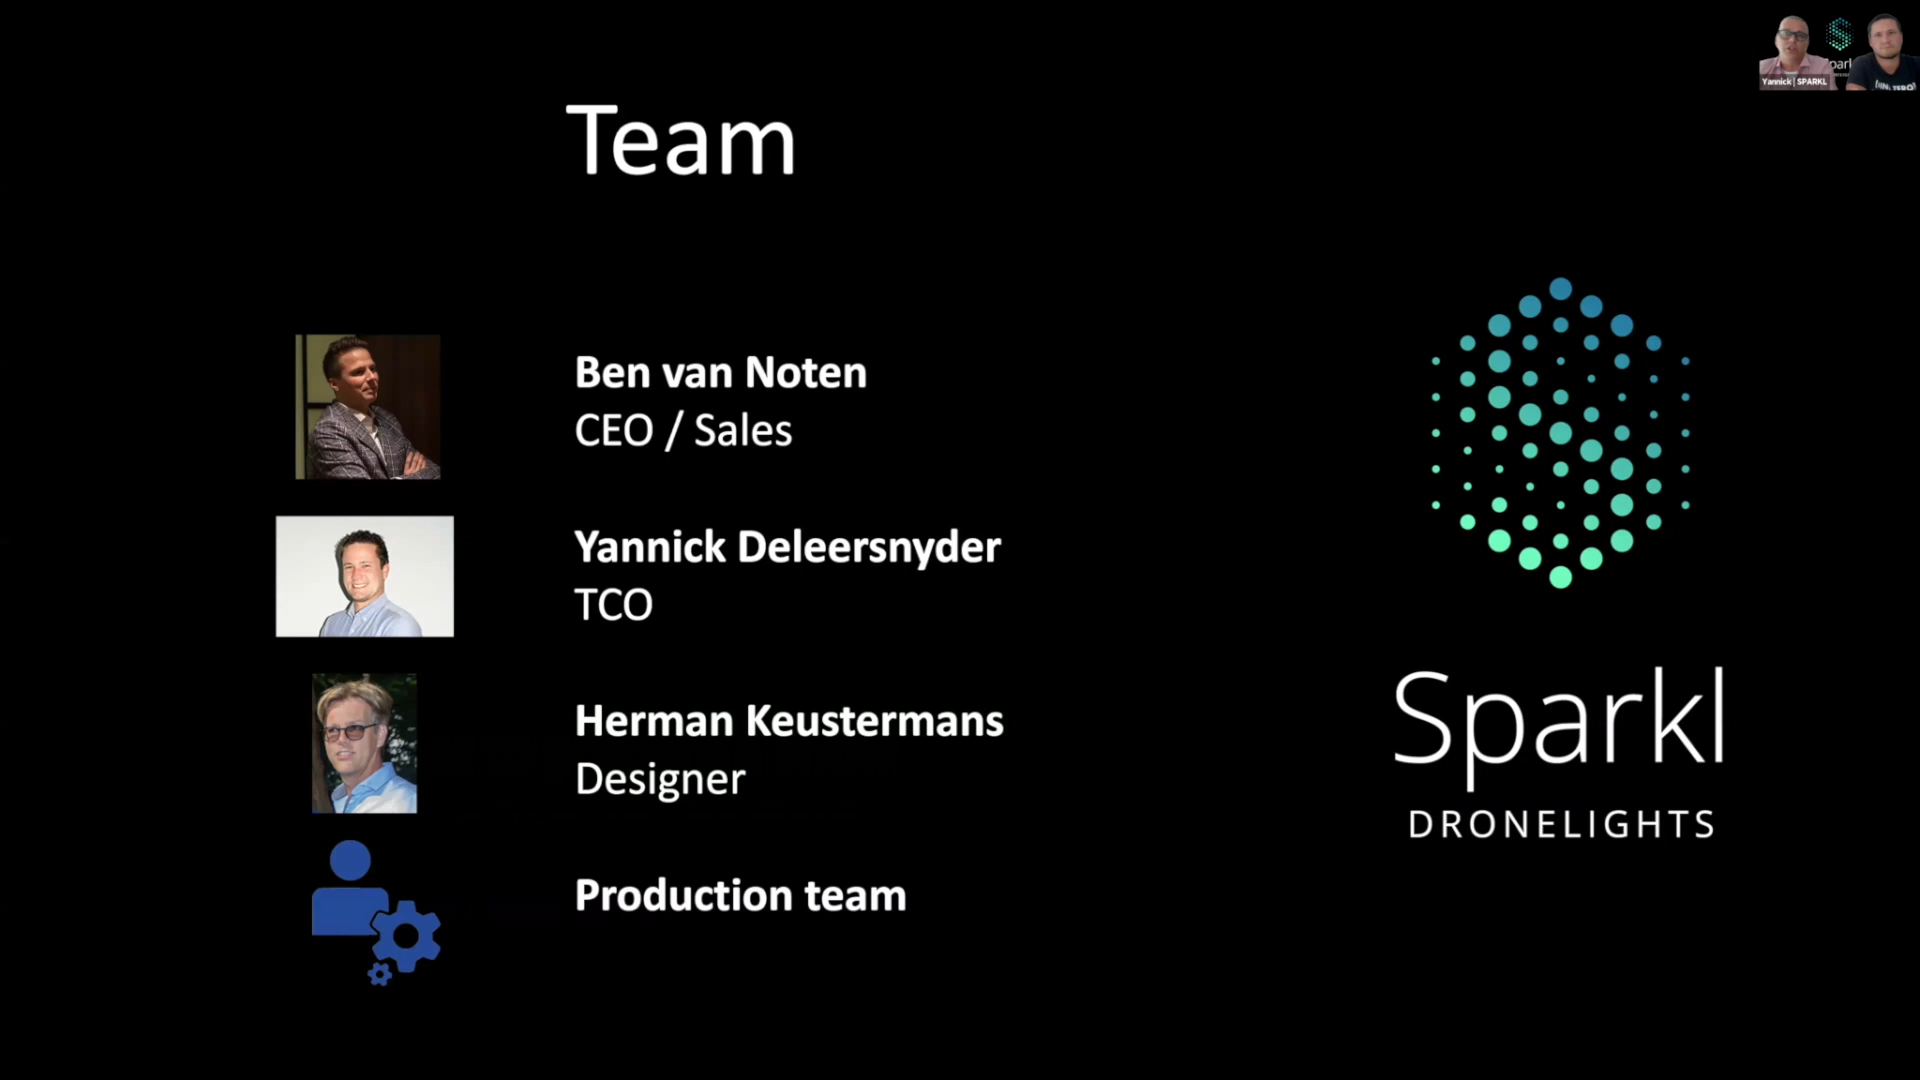 Team
Ben van Noten
CEO / Sales
Yannick Deleersnyder
TCO
Herman Keustermans
Designer
Production team
Sparkl
DRONELIGHTS
Yannick | SPARKL